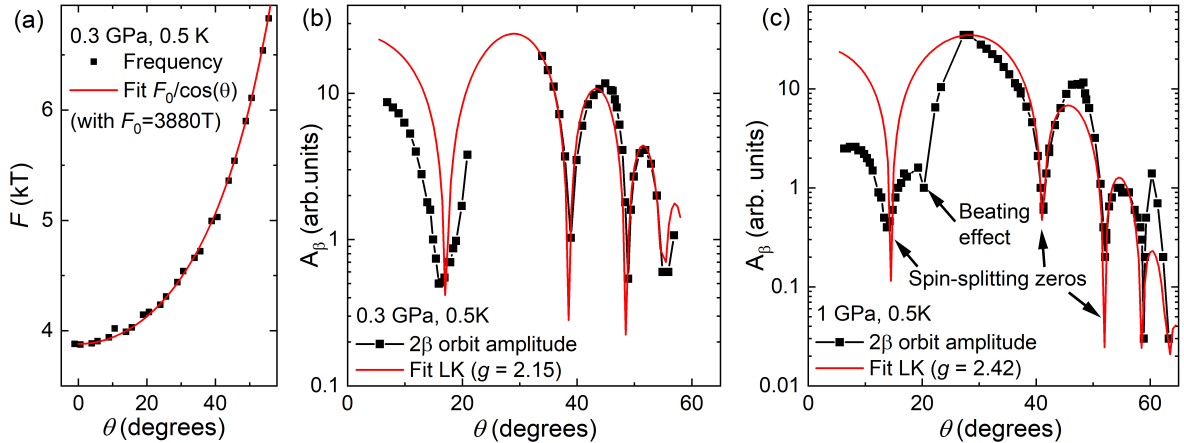 (a)
0.3 GPa, 0.5 K
Frequency
Fit F₀/cos(θ)
(with F₀=3880T)
6
5
4
F (kT)
0 20 40
θ (degrees)
(b)
10
1
0.1
A_β (arb. units)
0.3 GPa, 0.5K
2β orbit amplitude
Fit LK (g = 2.15)
0 20 40 60
θ (degrees)
(c)
10
1
0.1
0.01
A_β (arb. units)
Beating
effect
Spin-splitting zeros
1 GPa, 0.5K
2β orbit amplitude
Fit LK (g = 2.42)
0 20 40 60
θ (degrees)